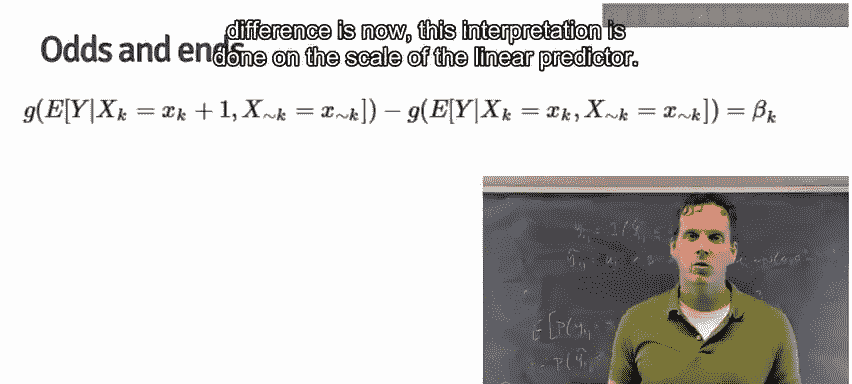 difference is now, this interpretation is
Odds and ends
done on the scale of the linear predictor.
g(E[Y|X_k = x_k + 1, X_{~k} = x_{~k}]) − g(E[Y|X_k = x_k, X_{~k} = x_{~k}]) = β_k